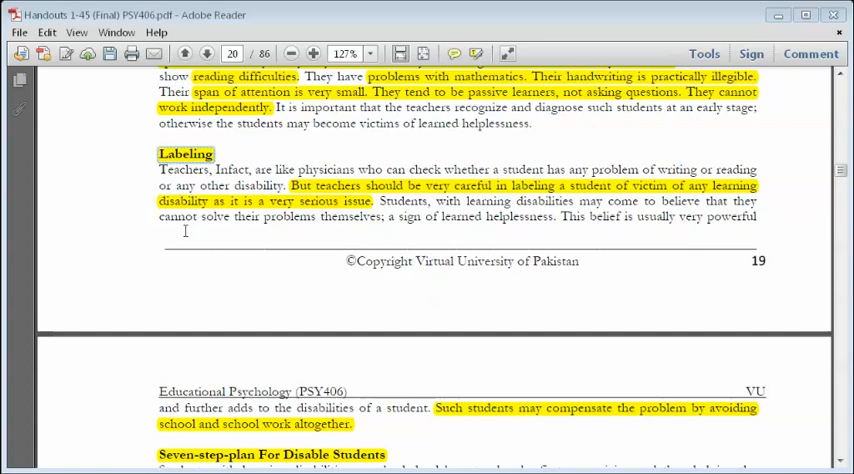 Handouts 1-45 (Final) PSY406.pdf - Adobe Reader
File Edit View Window Help
20 / 86 127% Tools Sign Comment
show reading difficulties. They have problems with mathematics. Their handwriting is practically illegible.
Their span of attention is very small. They tend to be passive learners, not asking questions. They cannot
work independently. It is important that the teachers recognize and diagnose such students at an early stage;
otherwise the students may become victims of learned helplessness.
Labeling
Teachers, Infact, are like physicians who can check whether a student has any problem of writing or reading
or any other disability. But teachers should be very careful in labeling a student of victim of any learning
disability as it is a very serious issue. Students, with learning disabilities may come to believe that they
cannot solve their problems themselves; a sign of learned helplessness. This belief is usually very powerful
©Copyright Virtual University of Pakistan 19
Educational Psychology (PSY406) VU
and further adds to the disabilities of a student. Such students may compensate the problem by avoiding
school and school work altogether.
Seven-step-plan For Disable Students